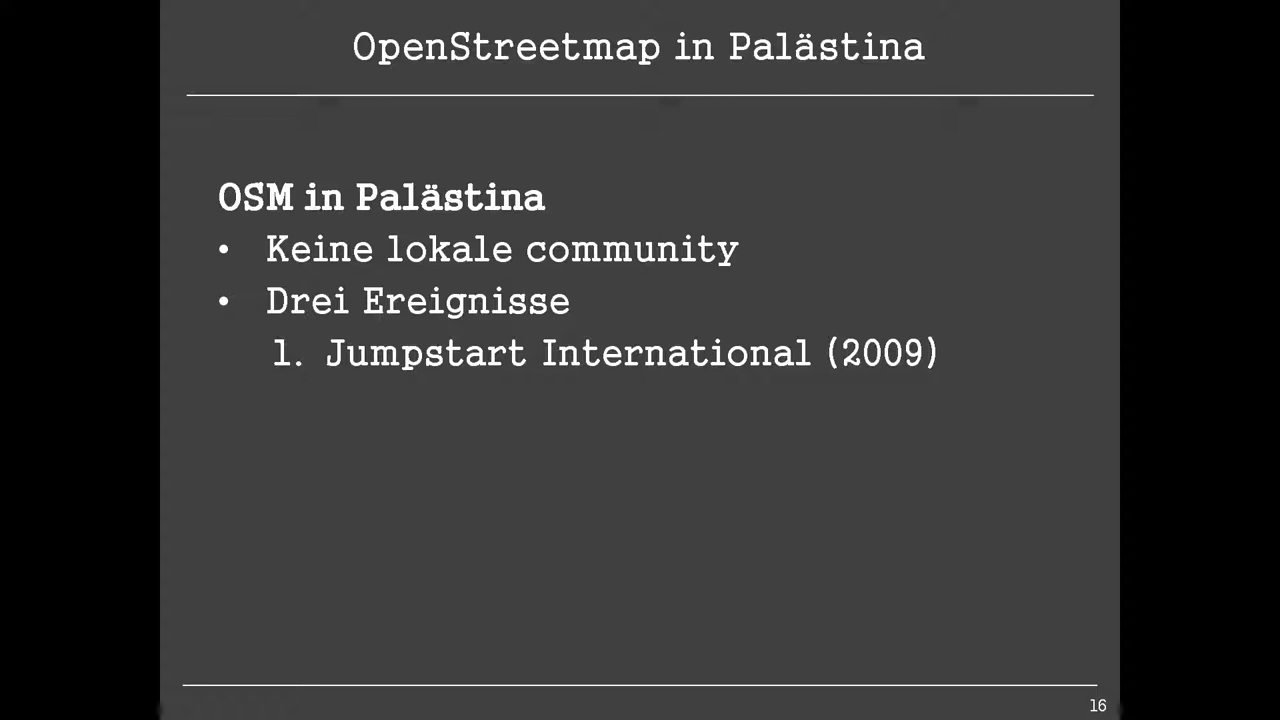 OpenStreetmap in Palästina
OSM in Palästina
• Keine lokale community
• Drei Ereignisse
1. Jumpstart International (2009)
16